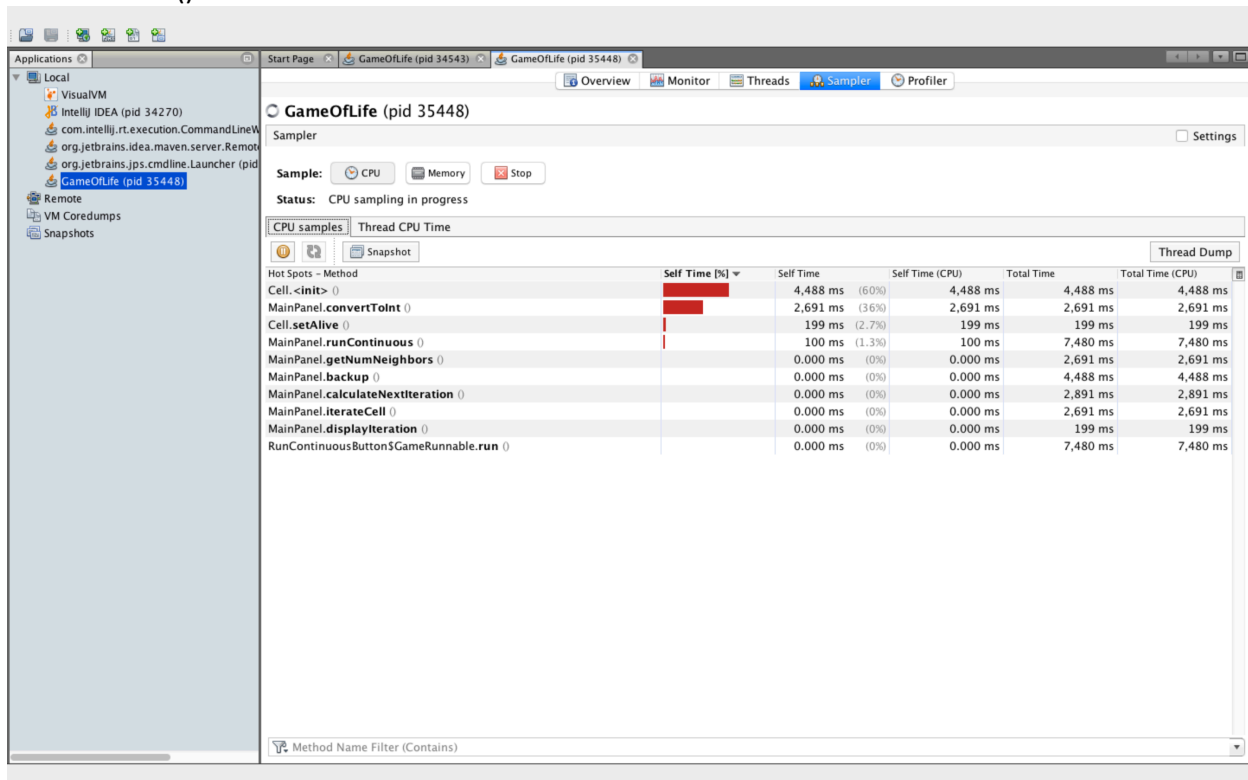 ()
Applications
Start Page
GameOfLife (pid 34543)
GameOfLife (pid 35448)
Local
VisualVM
IntelliJ IDEA (pid 34270)
com.intellij.rt.execution.CommandLineW
org.jetbrains.idea.maven.server.Remot
org.jetbrains.jps.cmdline.Launcher (pid
GameOfLife (pid 35448)
Remote
VM Coredumps
Snapshots
Overview Monitor Threads Sampler Profiler
GameOfLife (pid 35448)
Sampler Settings
Sample: CPU Memory Stop
Status: CPU sampling in progress
CPU samples Thread CPU Time
Snapshot Thread Dump
Hot Spots – Method Self Time [%] Self Time Self Time (CPU) Total Time Total Time (CPU)
Cell.<init> () 4,488 ms (60%) 4,488 ms 4,488 ms 4,488 ms
MainPanel.convertToInt () 2,691 ms (36%) 2,691 ms 2,691 ms 2,691 ms
Cell.setAlive () 199 ms (2.7%) 199 ms 199 ms 199 ms
MainPanel.runContinuous () 100 ms (1.3%) 100 ms 7,480 ms 7,480 ms
MainPanel.getNumNeighbors () 0.000 ms (0%) 0.000 ms 2,691 ms 2,691 ms
MainPanel.backup () 0.000 ms (0%) 0.000 ms 4,488 ms 4,488 ms
MainPanel.calculateNextIteration () 0.000 ms (0%) 0.000 ms 2,891 ms 2,891 ms
MainPanel.iterateCell () 0.000 ms (0%) 0.000 ms 2,691 ms 2,691 ms
MainPanel.displayIteration () 0.000 ms (0%) 0.000 ms 199 ms 199 ms
RunContinuousButton$GameRunnable.run () 0.000 ms (0%) 0.000 ms 7,480 ms 7,480 ms
Method Name Filter (Contains)